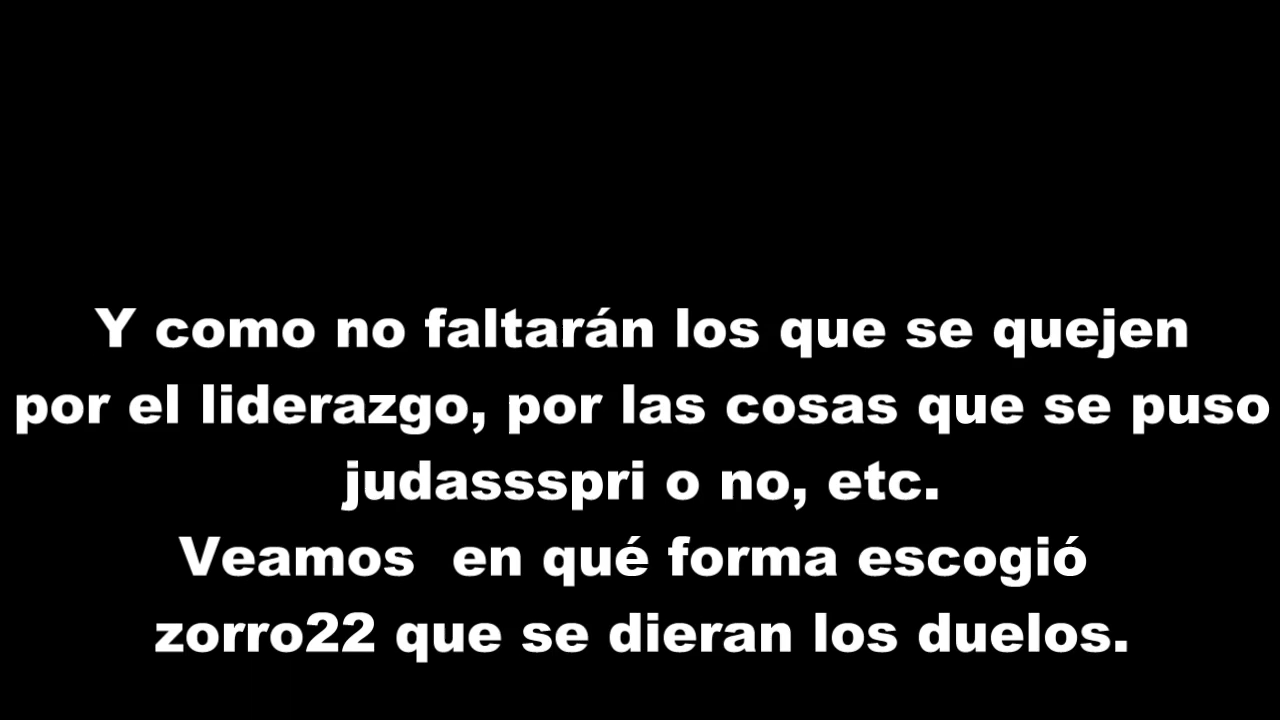 Y como no faltarán los que se quejen
por el liderazgo, por las cosas que se puso
judassspri o no, etc.
Veamos  en qué forma escogió
zorro22 que se dieran los duelos.